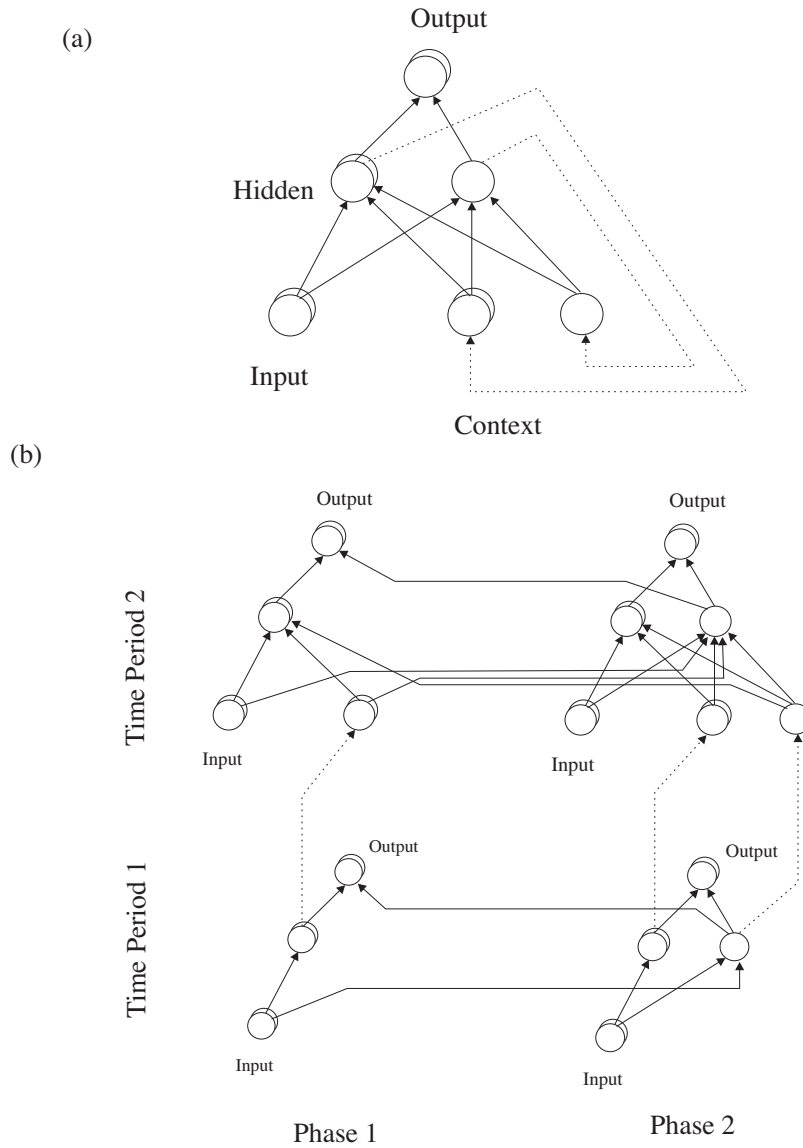 (a)
Output
Hidden
Input
Context
(b)
Output
Output
Time Period 2
Input
Input
Output
Output
Time Period 1
Input
Input
Phase 1
Phase 2